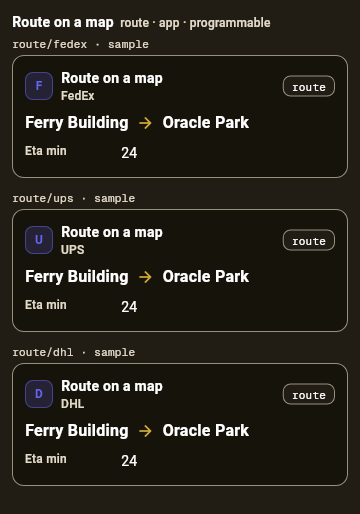 Route on a map route · app · programmable
route/fedex · sample
F
Route on a map
FedEx
route
Ferry Building → Oracle Park
Eta min 24
route/ups · sample
U
Route on a map
UPS
route
Ferry Building → Oracle Park
Eta min 24
route/dhl · sample
D
Route on a map
DHL
route
Ferry Building → Oracle Park
Eta min 24